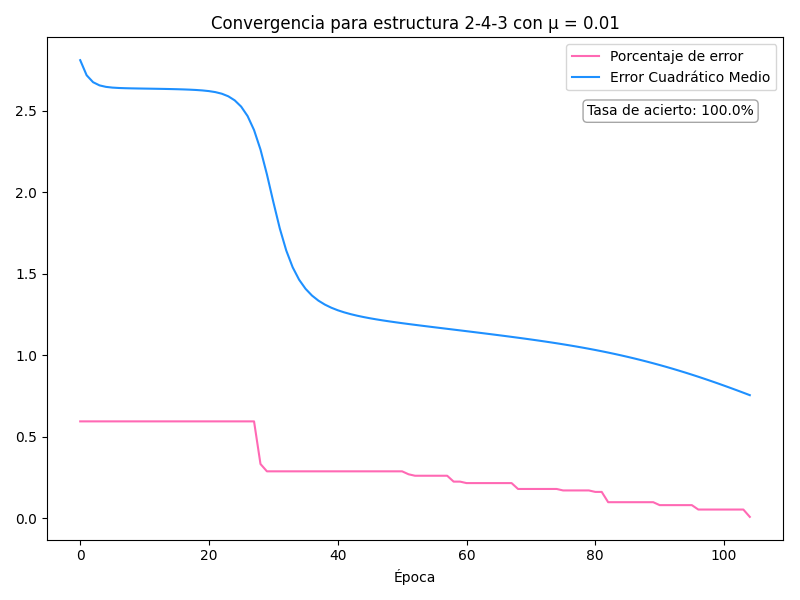 Convergencia para estructura 2-4-3 con μ = 0.01
Porcentaje de error
Error Cuadrático Medio
Tasa de acierto: 100.0%
2.5
2.0
1.5
1.0
0.5
0.0
0 20 40 60 80 100
Época